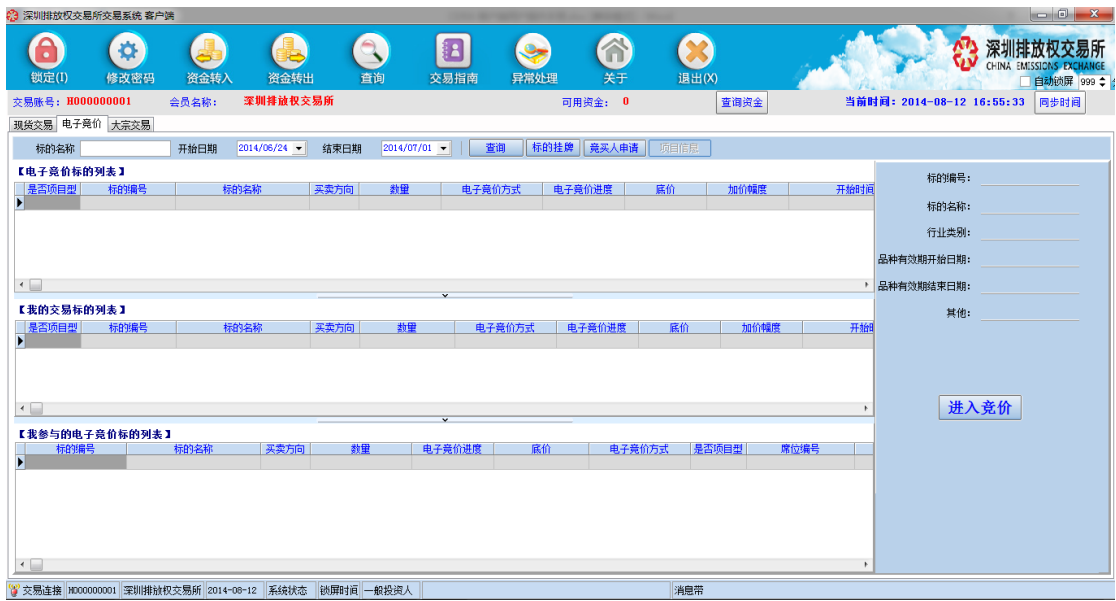 深圳排放权交易所交易系统 客户端
锁定(I) 修改密码 资金转入 资金转出 查询 交易指南 异常处理 关于 退出(X)
深圳排放权交易所
CHINA EMISSIONS EXCHANGE
自动锁屏 999
交易账号: H000000001 会员名称: 深圳排放权交易所 可用资金: 0 查询资金 当前时间: 2014-08-12 16:55:33 同步时间
现货交易 电子竞价 大宗交易
标的名称 开始日期 2014/06/24 结束日期 2014/07/01 查询 标的挂牌 竞买人申请 项目信息
【电子竞价标的列表】
是否项目型 标的编号 标的名称 买卖方向 数量 电子竞价方式 电子竞价进度 底价 加价幅度 开始时间
【我的交易标的列表】
是否项目型 标的编号 标的名称 买卖方向 数量 电子竞价方式 电子竞价进度 底价 加价幅度 开始时
【我参与的电子竞价标的列表】
标的编号 标的名称 买卖方向 数量 电子竞价进度 底价 电子竞价方式 是否项目型 席位编号
标的编号:
标的名称:
行业类别:
品种有效期开始日期:
品种有效期结束日期:
其他:
进入竞价
交易连接 H000000001 深圳排放权交易所 2014-08-12 系统状态 锁屏时间 一般投资人 消息带